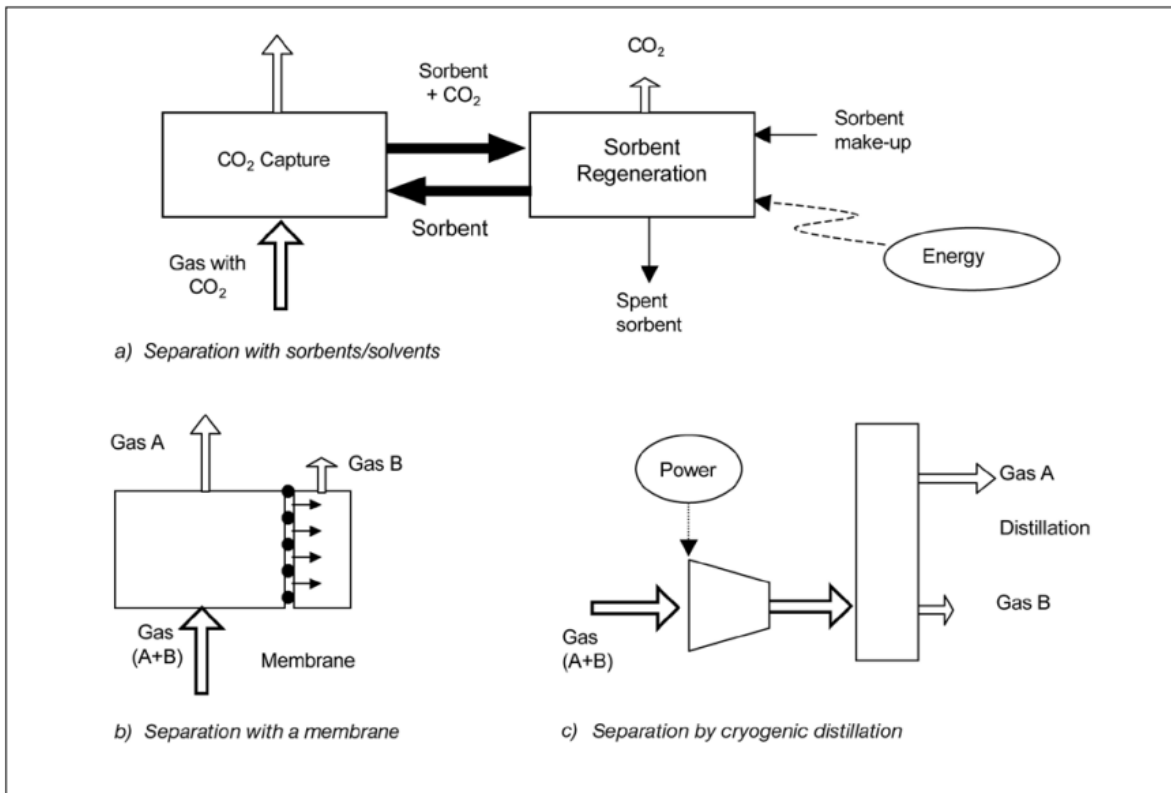 CO₂
Sorbent
+ CO₂
Sorbent
make-up
CO₂ Capture
Sorbent
Regeneration
Sorbent
Gas with
CO₂
Energy
Spent
sorbent
a) Separation with sorbents/solvents
Gas A
Gas B
Gas
(A+B)
Membrane
b) Separation with a membrane
Power
Gas A
Distillation
Gas B
Gas
(A+B)
c) Separation by cryogenic distillation